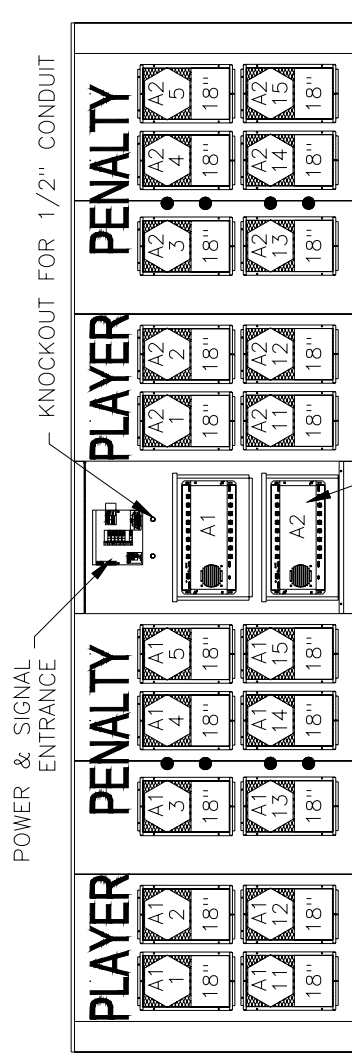 POWER & SIGNAL
ENTRANCE
KNOCKOUT FOR 1/2" CONDUIT
PLAYER PENALTY PLAYER PENALTY
A1 A1 A1 A1 A1 A2 A2 A2 A2 A2
1 2 3 4 5 1 2 3 4 5
18" 18" 18" 18" 18" A1 18" 18" 18" 18" 18"
A1 A1 A1 A1 A1 A2 A2 A2 A2 A2
11 12 13 14 15 A2 11 12 13 14 15
18" 18" 18" 18" 18" 18" 18" 18" 18" 18"